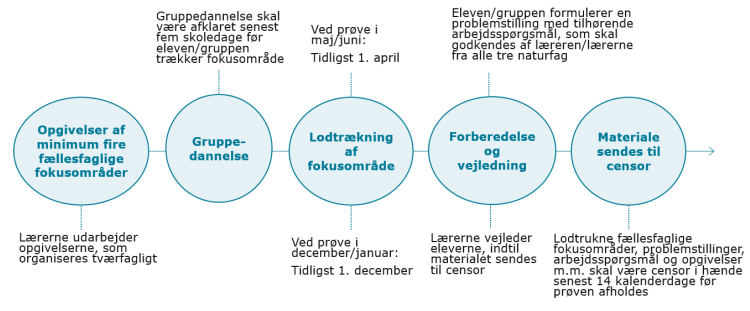 Gruppedannelse skal
være afklaret senest
fem skoledage før
eleven/gruppen
trækker fokusområde
Ved prøve i
maj/juni:
Tidligst 1. april
Eleven/gruppen formulerer en
problemstilling med tilhørende
arbejdsspørgsmål, som skal
godkendes af læreren/lærerne
fra alle tre naturfag
Opgivelser af
minimum fire
fællesfaglige
fokusområder
Gruppe-
dannelse
Lodtrækning
af
fokusområde
Forberedelse
og
vejledning
Materiale
sendes til
censor
Lærerne udarbejder
opgivelserne, som
organiseres tværfagligt
Ved prøve i
december/januar:
Tidligst 1. december
Lærerne vejleder
eleverne, indtil
materialet sendes
til censor
Lodtrukne fællesfaglige
fokusområder, problemstillinger,
arbejdsspørgsmål og opgivelser
m.m. skal være censor i hænde
senest 14 kalenderdage før
prøven afholdes